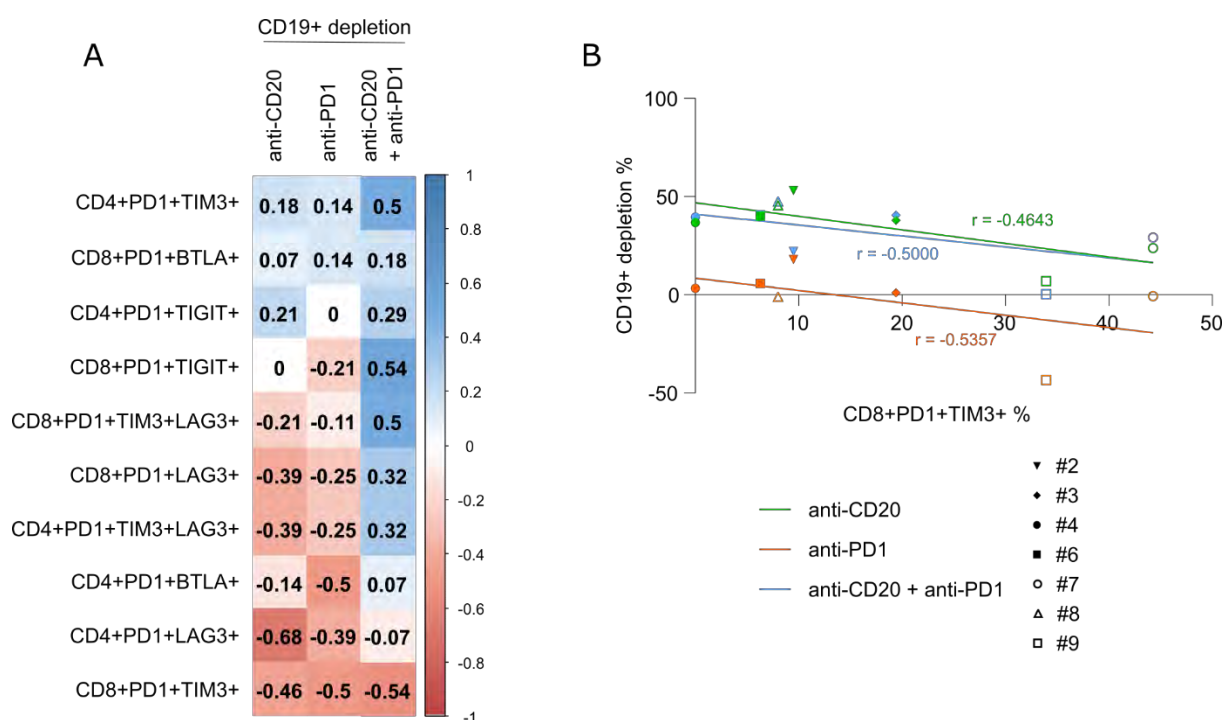 A
CD19+ depletion
anti-CD20
anti-PD1
anti-CD20
+ anti-PD1
CD4+PD1+TIM3+ 0.18 0.14 0.5
CD8+PD1+BTLA+ 0.07 0.14 0.18
CD4+PD1+TIGIT+ 0.21 0 0.29
CD8+PD1+TIGIT+ 0 -0.21 0.54
CD8+PD1+TIM3+LAG3+ -0.21 -0.11 0.5
CD8+PD1+LAG3+ -0.39 -0.25 0.32
CD4+PD1+TIM3+LAG3+ -0.39 -0.25 0.32
CD4+PD1+BTLA+ -0.14 -0.5 0.07
CD4+PD1+LAG3+ -0.68 -0.39 -0.07
CD8+PD1+TIM3+ -0.46 -0.5 -0.54
1
0.8
0.6
0.4
0.2
0
-0.2
-0.4
-0.6
-0.8
-1
B
CD19+ depletion %
100
50
0
-50
10 20 30 40 50
r = -0.4643
r = -0.5000
r = -0.5357
CD8+PD1+TIM3+ %
anti-CD20
anti-PD1
anti-CD20 + anti-PD1
#2
#3
#4
#6
#7
#8
#9